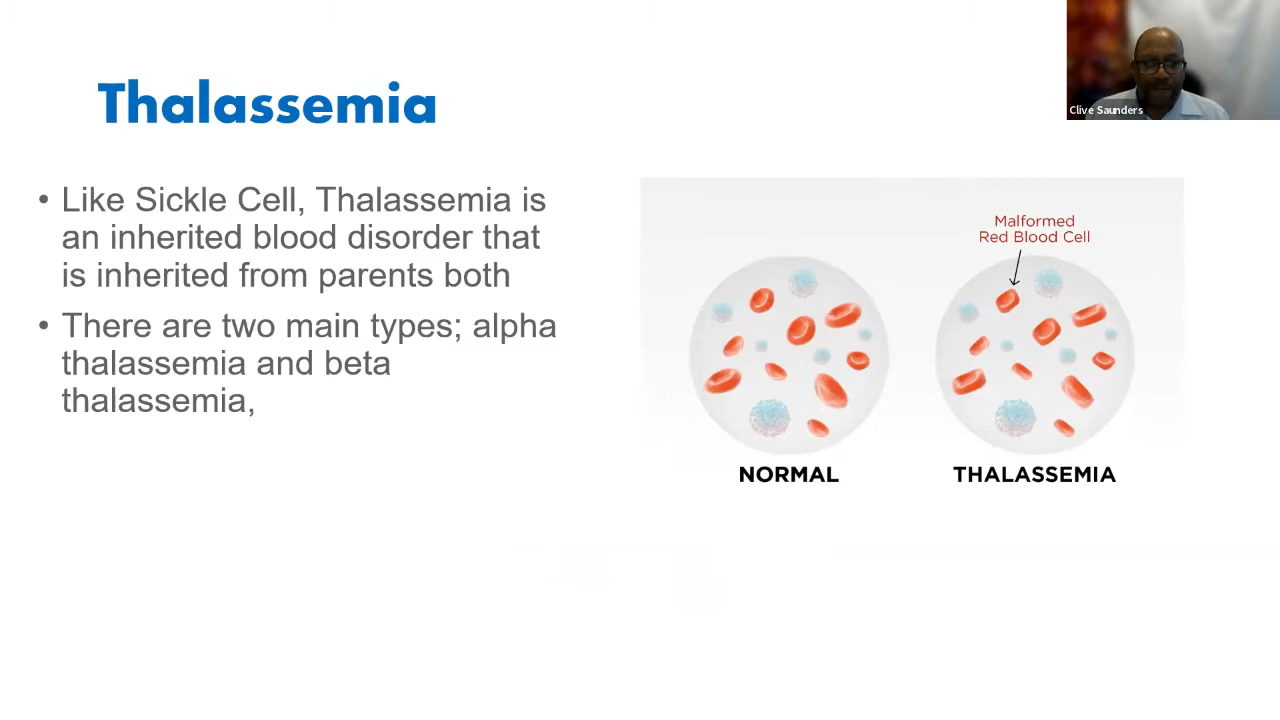 Thalassemia
Clive Saunders
• Like Sickle Cell, Thalassemia is
an inherited blood disorder that
is inherited from parents both
• There are two main types; alpha
thalassemia and beta
thalassemia,
Malformed
Red Blood Cell
NORMAL
THALASSEMIA